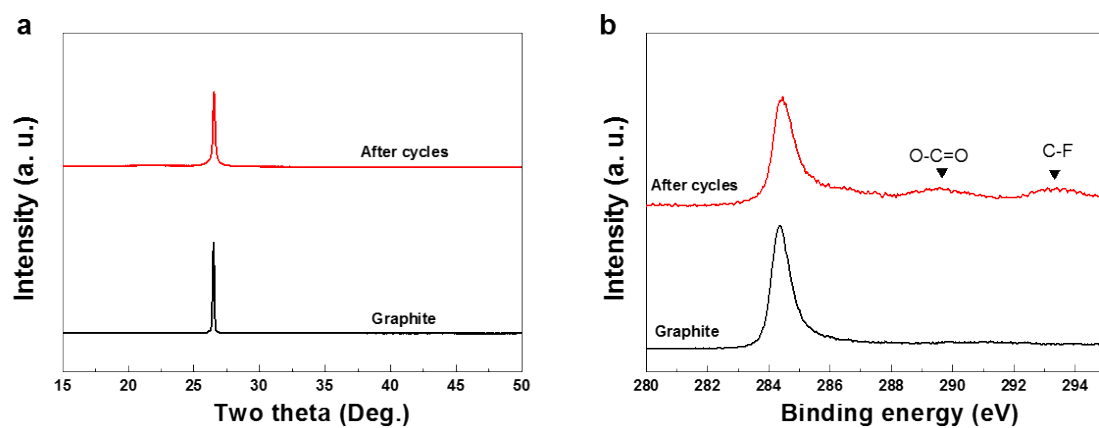 a
Intensity (a. u.)
After cycles
Graphite
15 20 25 30 35 40 45 50
Two theta (Deg.)
b
Intensity (a. u.)
O-C=O
C-F
After cycles
Graphite
280 282 284 286 288 290 292 294
Binding energy (eV)